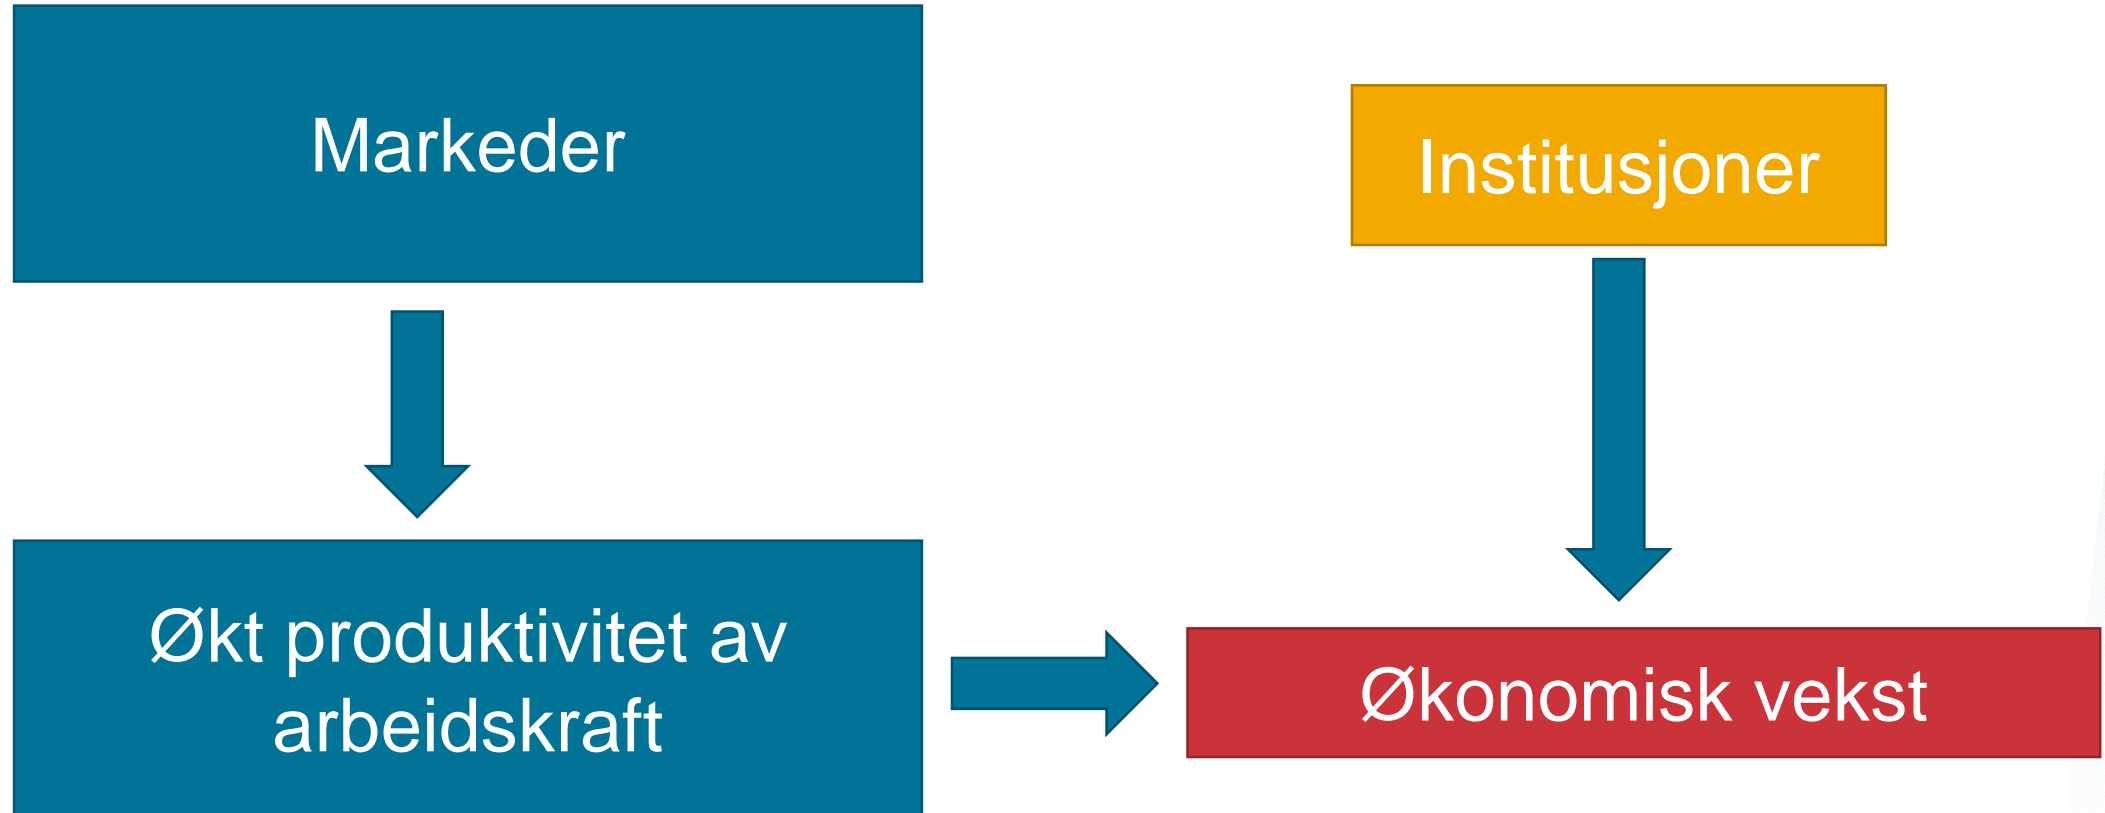 Markeder
Institusjoner
Økt produktivitet av
arbeidskraft
Økonomisk vekst